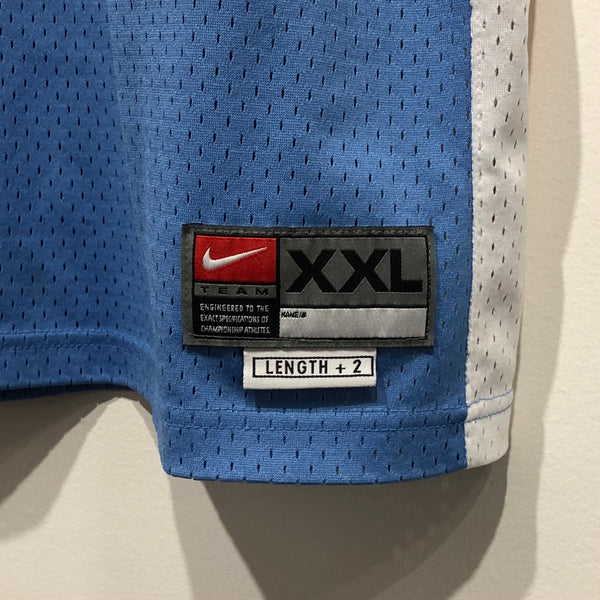 TEAM
ENGINEERED TO THE
EXACT SPECIFICATIONS OF
CHAMPIONSHIP ATHLETES.
XXL
NAME/#
LENGTH + 2